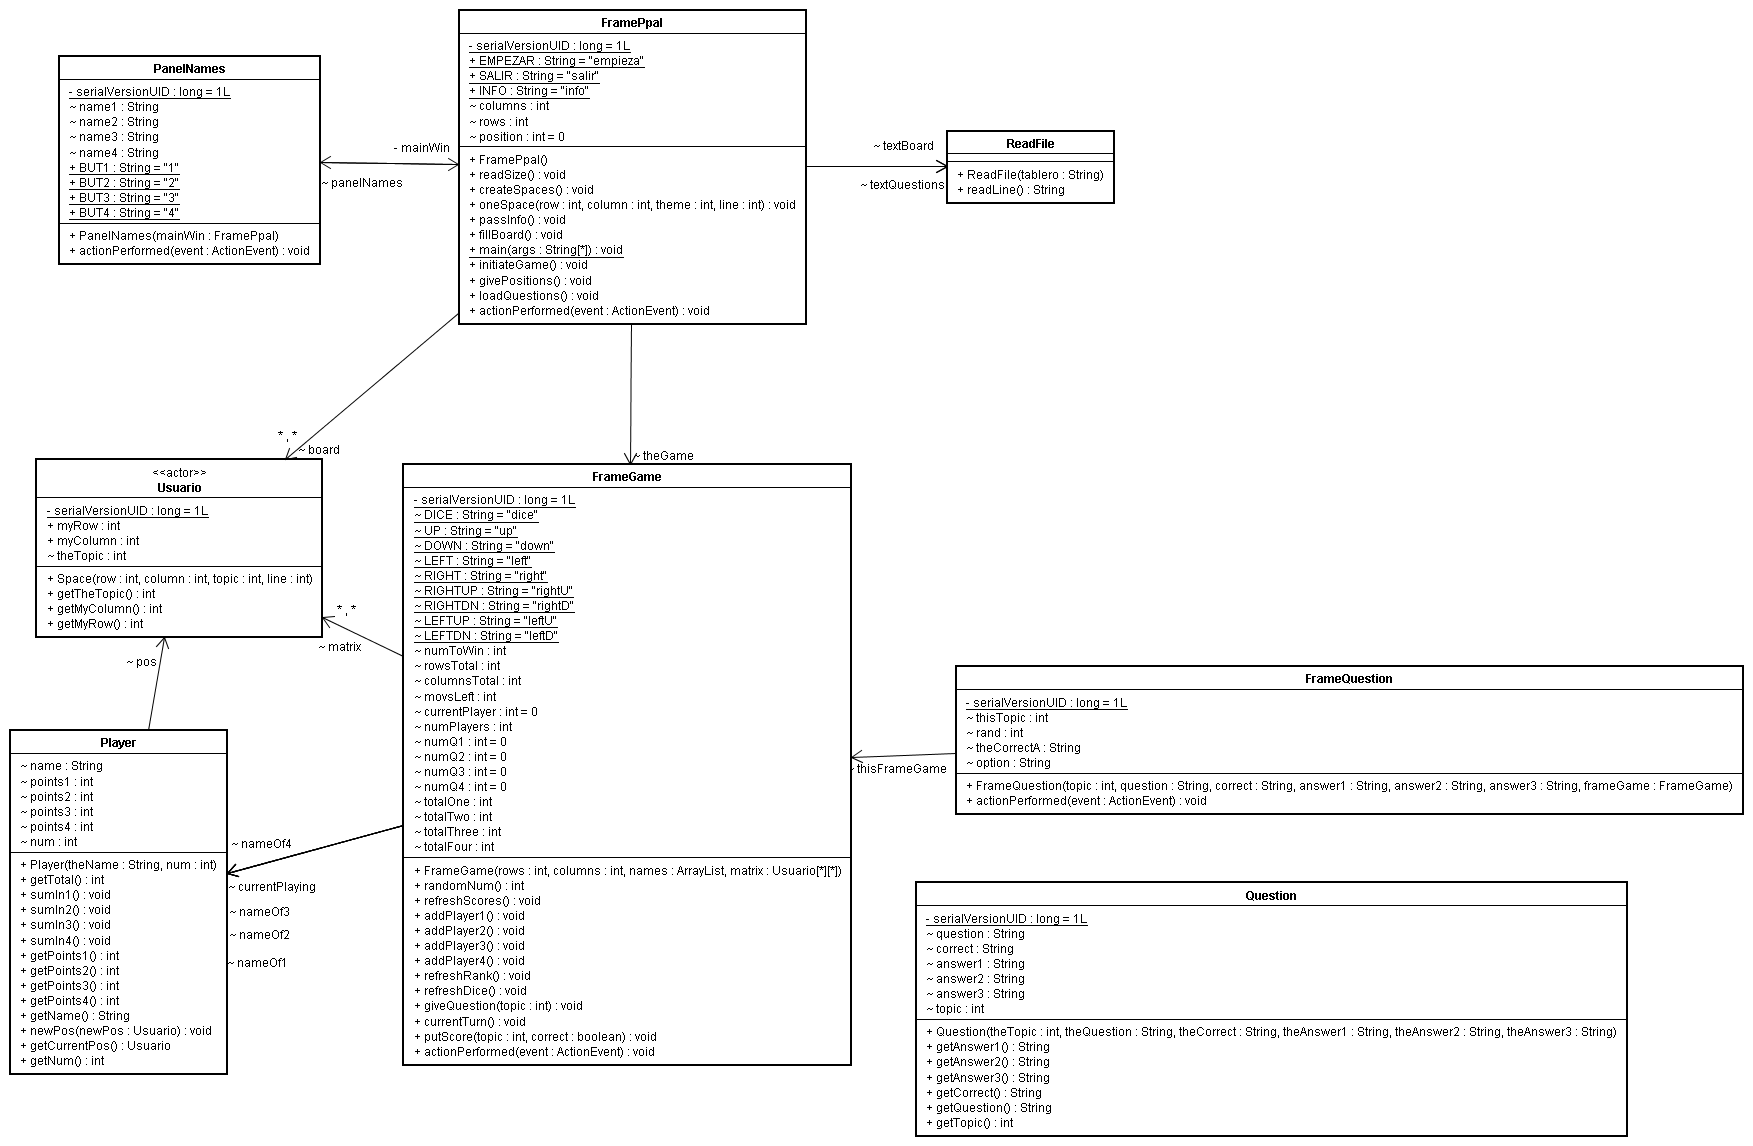 FramePpal
- serialVersionUID : long = 1L
+ EMPEZAR : String = "empieza"
+ SALIR : String = "salir"
+ INFO : String = "info"
~ columns : int
~ rows : int
~ position : int = 0
+ FramePpal()
+ readSize() : void
+ createSpaces() : void
+ oneSpace(row : int, column : int, theme : int, line : int) : void
+ passInfo() : void
+ fillBoard() : void
+ main(args : String[*]) : void
+ initiateGame() : void
+ givePositions() : void
+ loadQuestions() : void
+ actionPerformed(event : ActionEvent) : void
PanelNames
- serialVersionUID : long = 1L
~ name1 : String
~ name2 : String
~ name3 : String
~ name4 : String
+ BUT1 : String = "1"
+ BUT2 : String = "2"
+ BUT3 : String = "3"
+ BUT4 : String = "4"
+ PanelNames(mainWin : FramePpal)
+ actionPerformed(event : ActionEvent) : void
- mainWin
~ panelNames
~ textBoard
~ textQuestions
ReadFile
+ ReadFile(tablero : String)
+ readLine() : String
*..*
~ board
~ theGame
<<actor>>
Usuario
- serialVersionUID : long = 1L
+ myRow : int
+ myColumn : int
~ theTopic : int
+ Space(row : int, column : int, topic : int, line : int)
+ getTheTopic() : int
+ getMyColumn() : int
+ getMyRow() : int
*..*
~ matrix
~ pos
FrameGame
- serialVersionUID : long = 1L
~ DICE : String = "dice"
~ UP : String = "up"
~ DOWN : String = "down"
~ LEFT : String = "left"
~ RIGHT : String = "right"
~ RIGHTUP : String = "rightU"
~ RIGHTDN : String = "rightD"
~ LEFTUP : String = "leftU"
~ LEFTDN : String = "leftD"
~ numToWin : int
~ rowsTotal : int
~ columnsTotal : int
~ movsLeft : int
~ currentPlayer : int = 0
~ numPlayers : int
~ numQ1 : int = 0
~ numQ2 : int = 0
~ numQ3 : int = 0
~ numQ4 : int = 0
~ totalOne : int
~ totalTwo : int
~ totalThree : int
~ totalFour : int
+ FrameGame(rows : int, columns : int, names : ArrayList, matrix : Usuario[*][*])
+ randomNum() : int
+ refreshScores() : void
+ addPlayer1() : void
+ addPlayer2() : void
+ addPlayer3() : void
+ addPlayer4() : void
+ refreshRank() : void
+ refreshDice() : void
+ giveQuestion(topic : int) : void
+ currentTurn() : void
+ putScore(topic : int, correct : boolean) : void
+ actionPerformed(event : ActionEvent) : void
Player
~ name : String
~ points1 : int
~ points2 : int
~ points3 : int
~ points4 : int
~ num : int
+ Player(theName : String, num : int)
+ getTotal() : int
+ sumIn1() : void
+ sumIn2() : void
+ sumIn3() : void
+ sumIn4() : void
+ getPoints1() : int
+ getPoints2() : int
+ getPoints3() : int
+ getPoints4() : int
+ getName() : String
+ newPos(newPos : Usuario) : void
+ getCurrentPos() : Usuario
+ getNum() : int
~ nameOf4
~ currentPlaying
~ nameOf3
~ nameOf2
~ nameOf1
~ thisFrameGame
FrameQuestion
- serialVersionUID : long = 1L
~ thisTopic : int
~ rand : int
~ theCorrectA : String
~ option : String
+ FrameQuestion(topic : int, question : String, correct : String, answer1 : String, answer2 : String, answer3 : String, frameGame : FrameGame)
+ actionPerformed(event : ActionEvent) : void
Question
- serialVersionUID : long = 1L
~ question : String
~ correct : String
~ answer1 : String
~ answer2 : String
~ answer3 : String
~ topic : int
+ Question(theTopic : int, theQuestion : String, theCorrect : String, theAnswer1 : String, theAnswer2 : String, theAnswer3 : String)
+ getAnswer1() : String
+ getAnswer2() : String
+ getAnswer3() : String
+ getCorrect() : String
+ getQuestion() : String
+ getTopic() : int